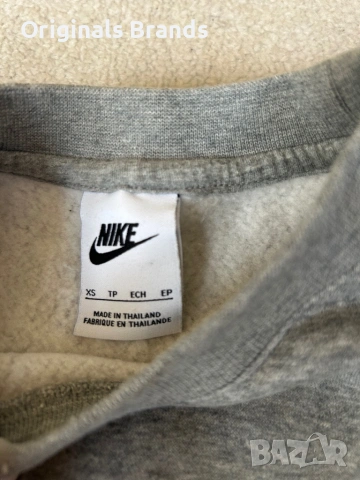 Originals Brands
NIKE
XS TP ECH EP
MADE IN THAILAND
FABRIQUE EN THAILANDE
BAZAR